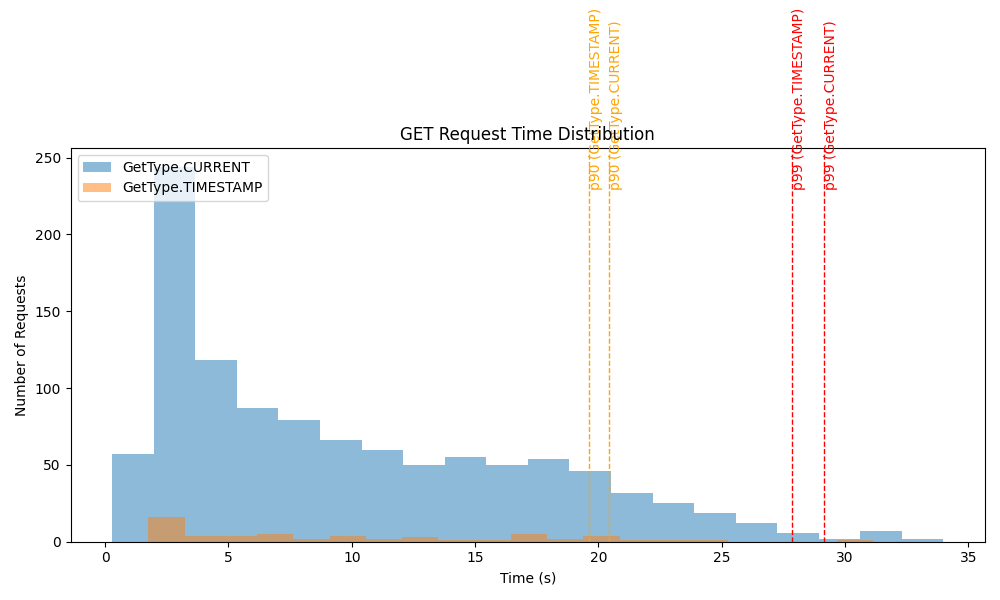 p90 (GetType.TIMESTAMP)
p90 (GetType.CURRENT)
p99 (GetType.TIMESTAMP)
p99 (GetType.CURRENT)
GET Request Time Distribution
GetType.CURRENT
GetType.TIMESTAMP
Number of Requests
250
200
150
100
50
0
0 5 10 15 20 25 30 35
Time (s)